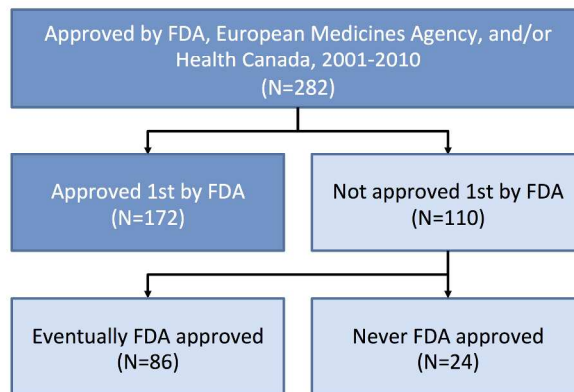 Approved by FDA, European Medicines Agency, and/or
Health Canada, 2001-2010
(N=282)
Approved 1st by FDA
(N=172)
Not approved 1st by FDA
(N=110)
Eventually FDA approved
(N=86)
Never FDA approved
(N=24)